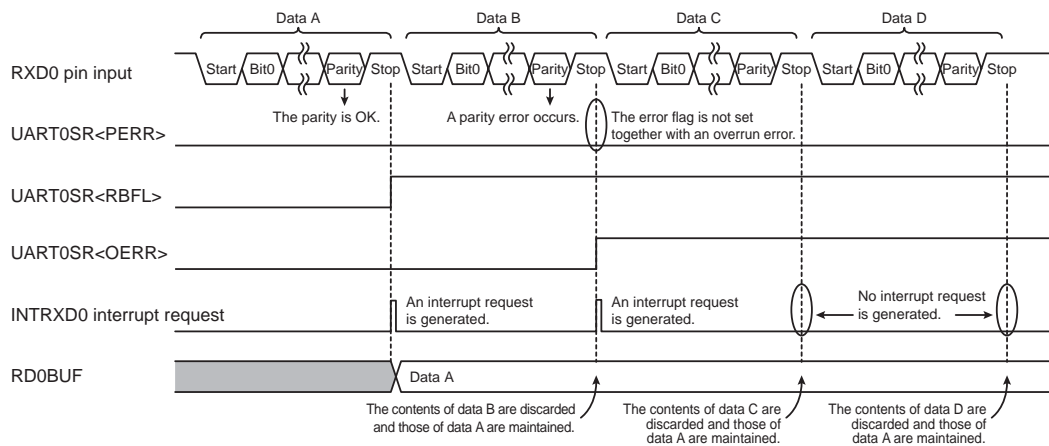 Data A
Data B
Data C
Data D
RXD0 pin input
Start Bit0 Parity Stop Start Bit0 Parity Stop Start Bit0 Parity Stop Start Bit0 Parity Stop
The parity is OK.
A parity error occurs.
The error flag is not set
together with an overrun error.
UART0SR<PERR>
UART0SR<RBFL>
UART0SR<OERR>
INTRXD0 interrupt request
An interrupt request
is generated.
An interrupt request
is generated.
No interrupt request
is generated.
RD0BUF
Data A
The contents of data B are discarded
and those of data A are maintained.
The contents of data C are
discarded and those of
data A are maintained.
The contents of data D are
discarded and those of
data A are maintained.